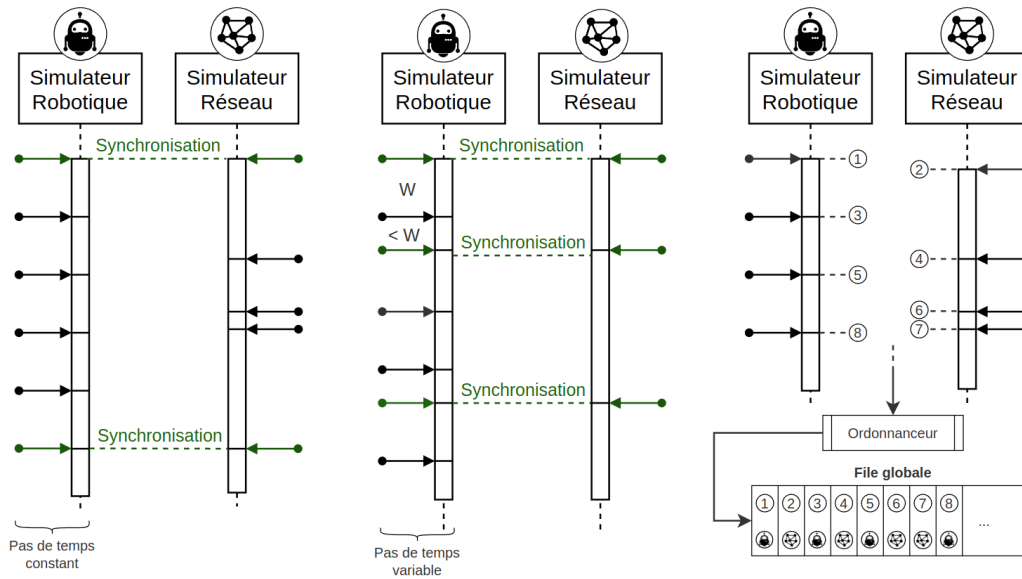 Simulateur
Robotique
Simulateur
Réseau
Synchronisation
Synchronisation
Pas de temps
constant
Simulateur
Robotique
Simulateur
Réseau
Synchronisation
W
< W
Synchronisation
Synchronisation
Pas de temps
variable
Simulateur
Robotique
Simulateur
Réseau
1
2
3
4
5
6
7
8
Ordonnanceur
File globale
1 2 3 4 5 6 7 8
...